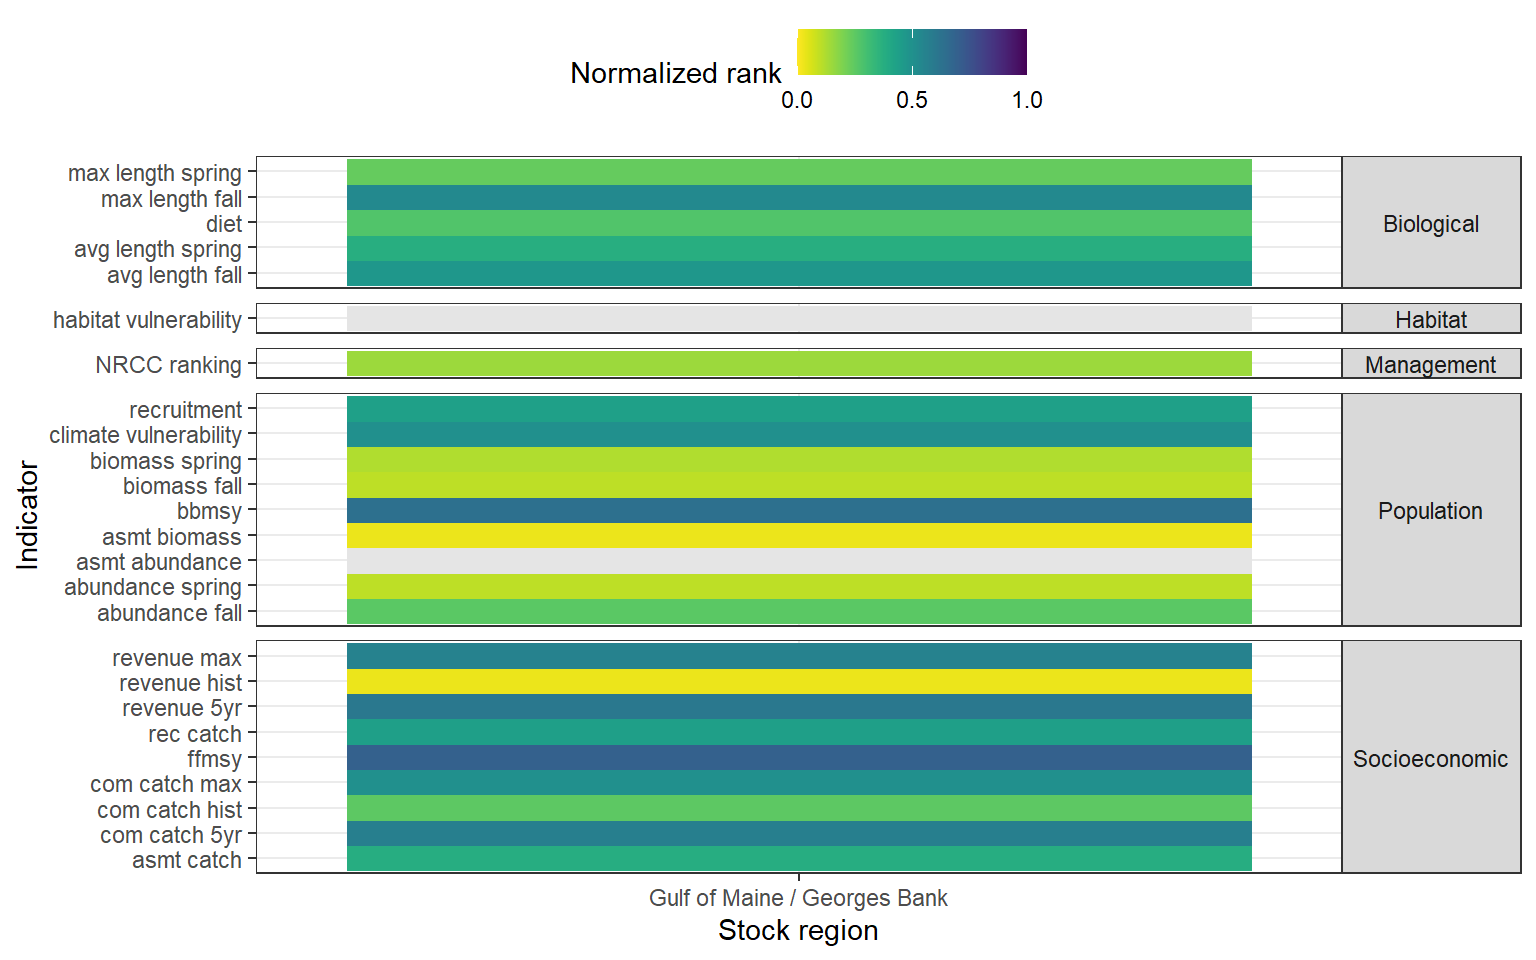 Normalized rank
0.0 0.5 1.0
max length spring
max length fall
diet
avg length spring
avg length fall
Biological
habitat vulnerability
Habitat
NRCC ranking
Management
recruitment
climate vulnerability
biomass spring
biomass fall
bbmsy
asmt biomass
asmt abundance
abundance spring
abundance fall
Population
revenue max
revenue hist
revenue 5yr
rec catch
ffmsy
com catch max
com catch hist
com catch 5yr
asmt catch
Socioeconomic
Indicator
Gulf of Maine / Georges Bank
Stock region